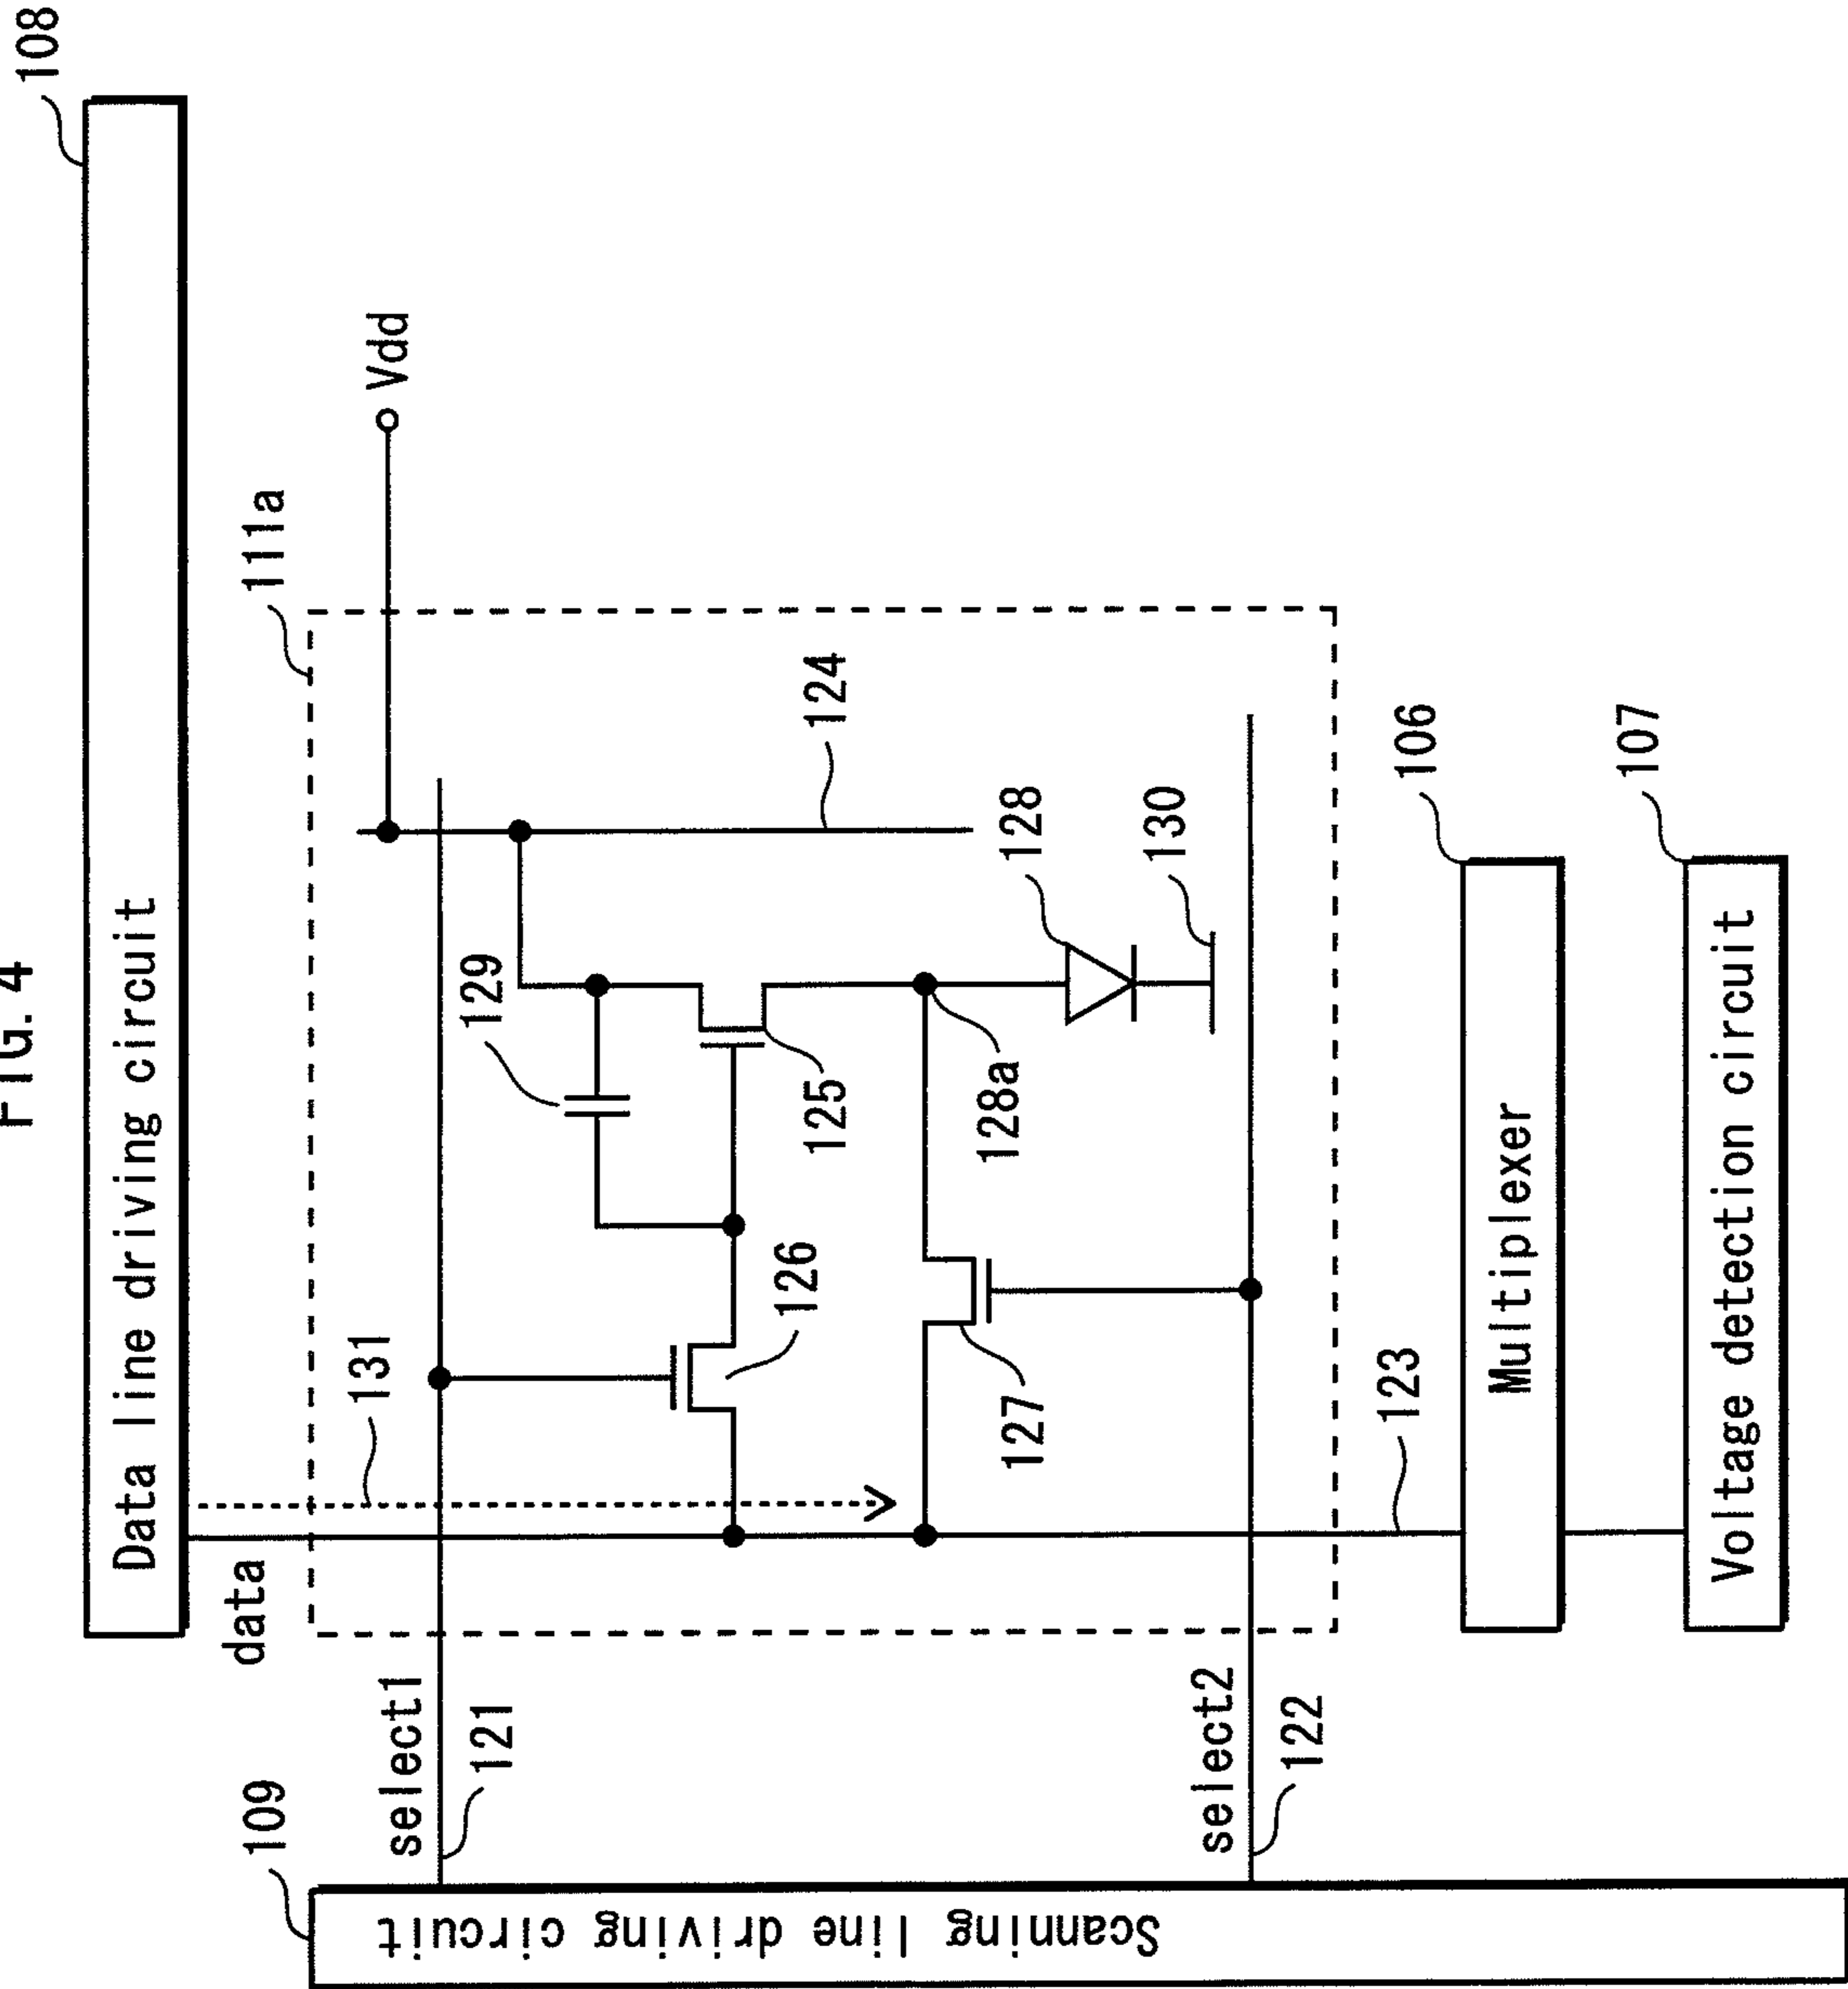 FIG. 4
108
Data line driving circuit
data
111a
Vdd
109
Scanning line driving circuit
select1
121
131
129
124
126
125
128
128a
127
130
select2
122
123
106
Multiplexer
107
Voltage detection circuit